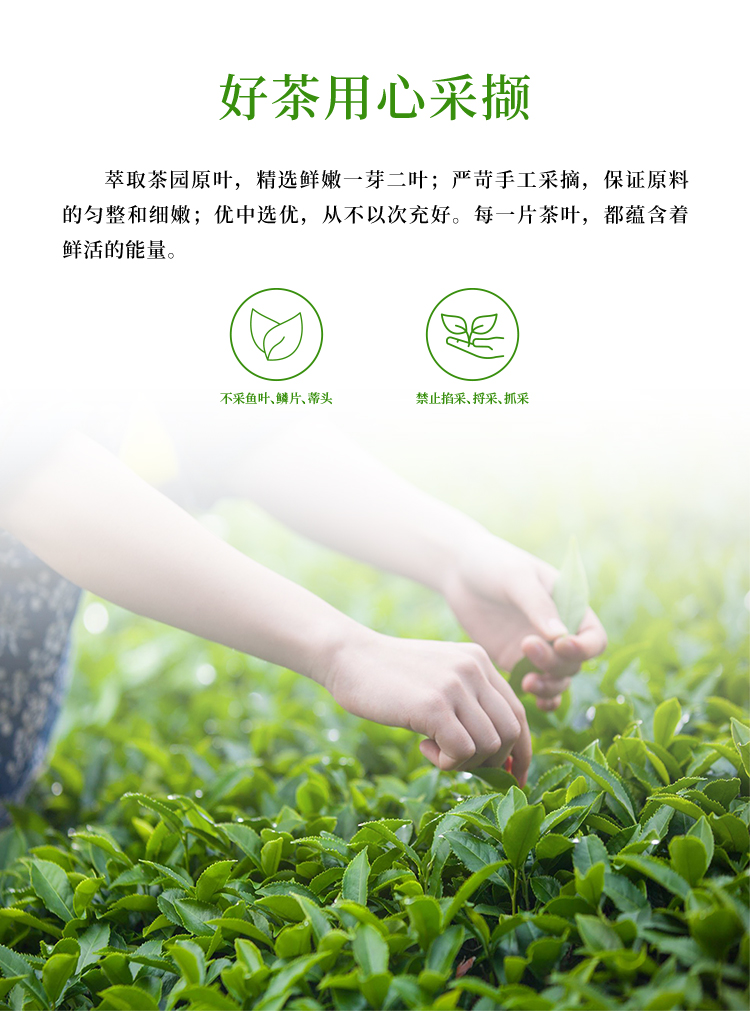 好茶用心采撷
萃取茶园原叶，精选鲜嫩一芽二叶；严苛手工采摘，保证原料
的匀整和细嫩；优中选优，从不以次充好。每一片茶叶，都蕴含着
鲜活的能量。
不采鱼叶、鳞片、蒂头
禁止掐采、捋采、抓采